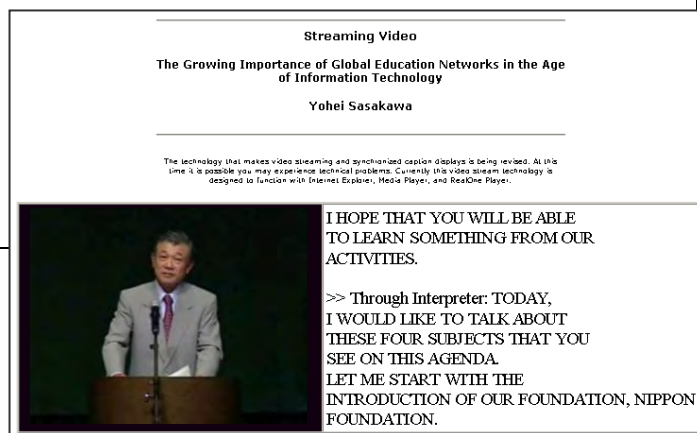 Streaming Video
The Growing Importance of Global Education Networks in the Age
of Information Technology
Yohei Sasakawa
The technology that makes video streaming and synchronized caption displays is being revised. At this
time it is possible you may experience technical problems. Currently this video stream technology is
designed to function with Internet Explorer, Media Player, and RealOne Player.
I HOPE THAT YOU WILL BE ABLE
TO LEARN SOMETHING FROM OUR
ACTIVITIES.
>> Through Interpreter: TODAY,
I WOULD LIKE TO TALK ABOUT
THESE FOUR SUBJECTS THAT YOU
SEE ON THIS AGENDA.
LET ME START WITH THE
INTRODUCTION OF OUR FOUNDATION, NIPPON
FOUNDATION.